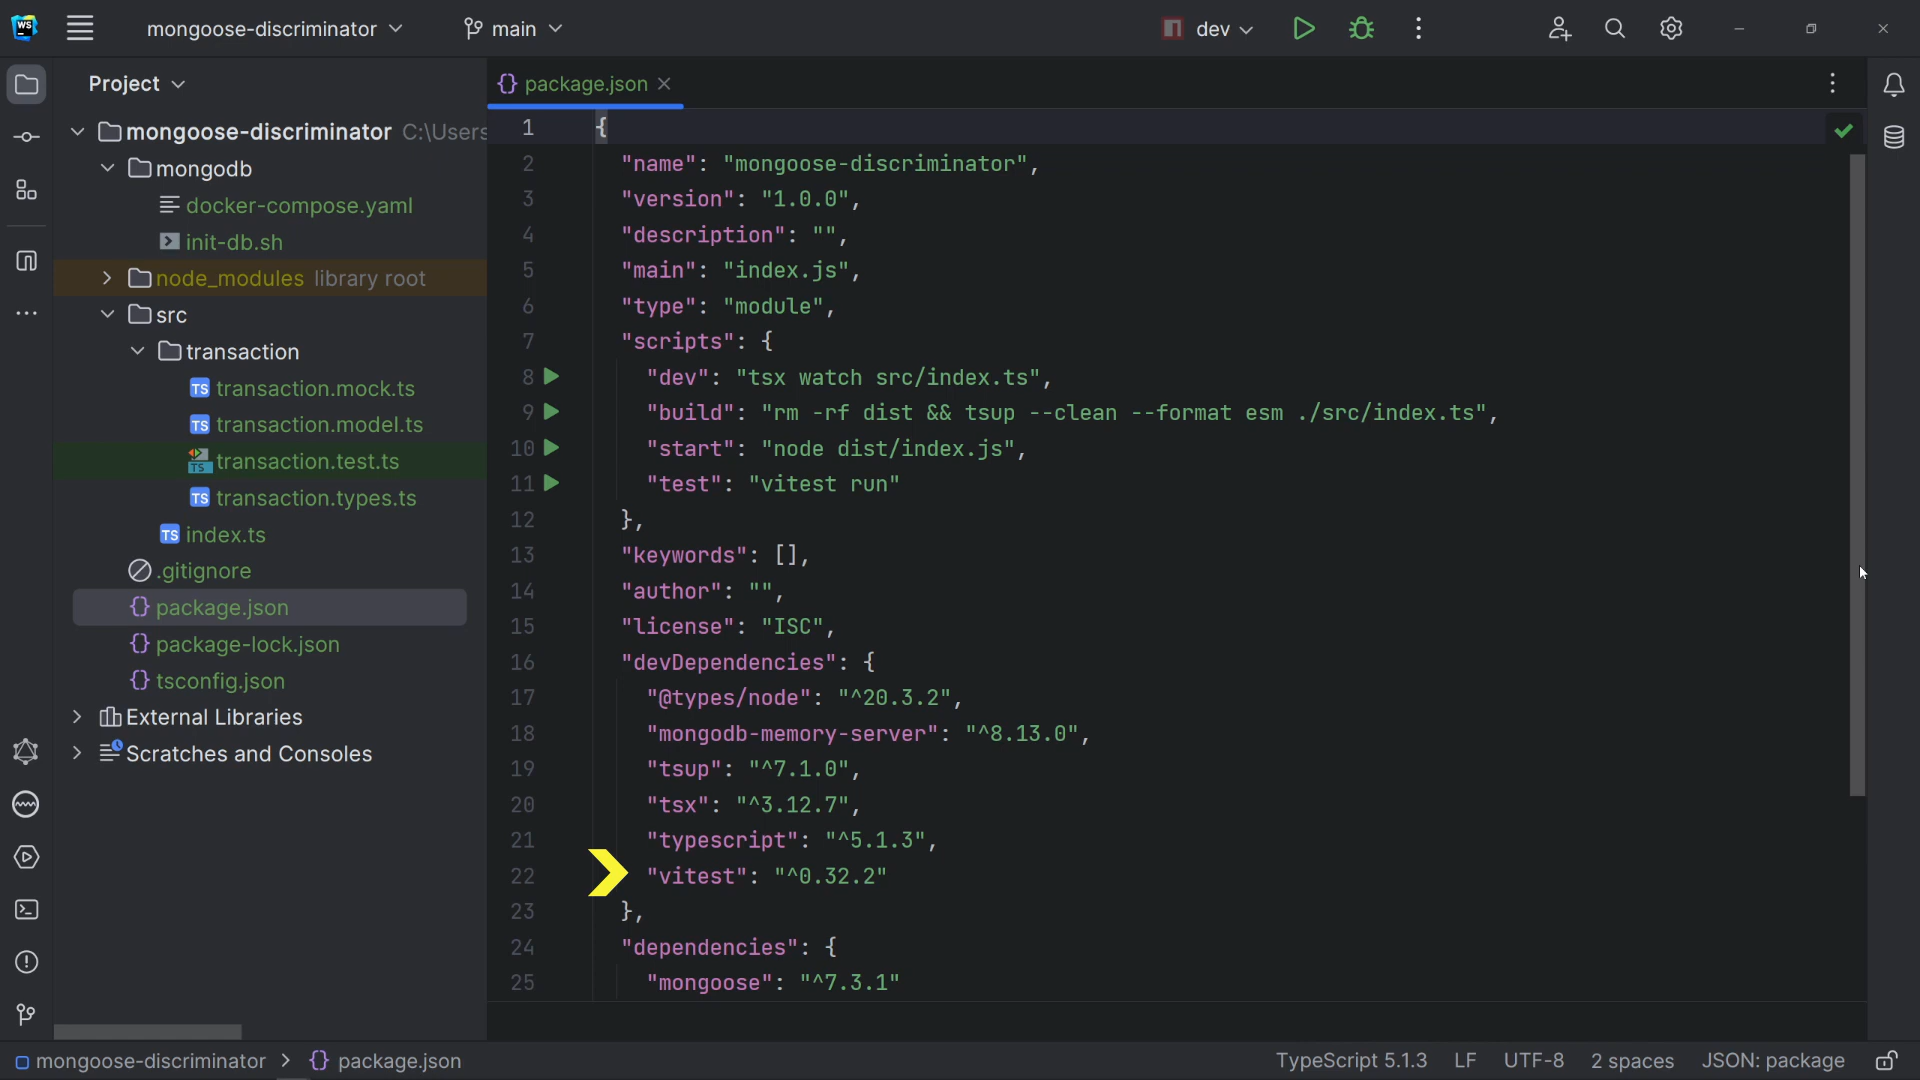 WS
mongoose-discriminator
main
dev
Project
package.json
mongoose-discriminator C:\Users
mongodb
docker-compose.yaml
init-db.sh
node_modules library root
src
transaction
TS transaction.mock.ts
TS transaction.model.ts
TS transaction.test.ts
TS transaction.types.ts
TS index.ts
.gitignore
{} package.json
{} package-lock.json
{} tsconfig.json
External Libraries
Scratches and Consoles
1 {
2 "name": "mongoose-discriminator",
3 "version": "1.0.0",
4 "description": "",
5 "main": "index.js",
6 "type": "module",
7 "scripts": {
8 "dev": "tsx watch src/index.ts",
9 "build": "rm -rf dist && tsup --clean --format esm ./src/index.ts",
10 "start": "node dist/index.js",
11 "test": "vitest run"
12 },
13 "keywords": [],
14 "author": "",
15 "license": "ISC",
16 "devDependencies": {
17 "@types/node": "^20.3.2",
18 "mongodb-memory-server": "^8.13.0",
19 "tsup": "^7.1.0",
20 "tsx": "^3.12.7",
21 "typescript": "^5.1.3",
22 "vitest": "^0.32.2"
23 },
24 "dependencies": {
25 "mongoose": "^7.3.1"
mongoose-discriminator > {} package.json
TypeScript 5.1.3 LF UTF-8 2 spaces JSON: package